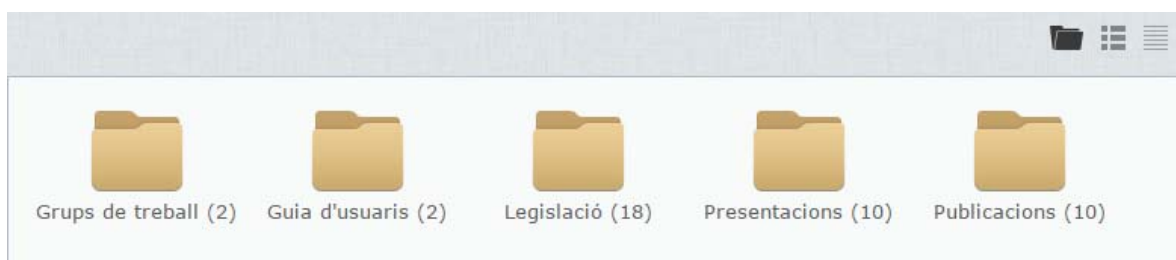 Grups de treball (2)
Guia d'usuaris (2)
Legislació (18)
Presentacions (10)
Publicacions (10)